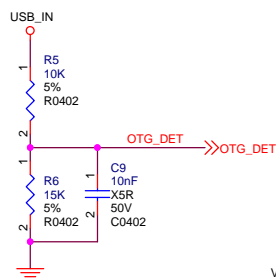 USB_IN
1
R5
10K
5%
R0402
2
OTG_DET
OTG_DET
1
R6
15K
5%
R0402
2
1
C9
10nF
X5R
50V
C0402
2
V